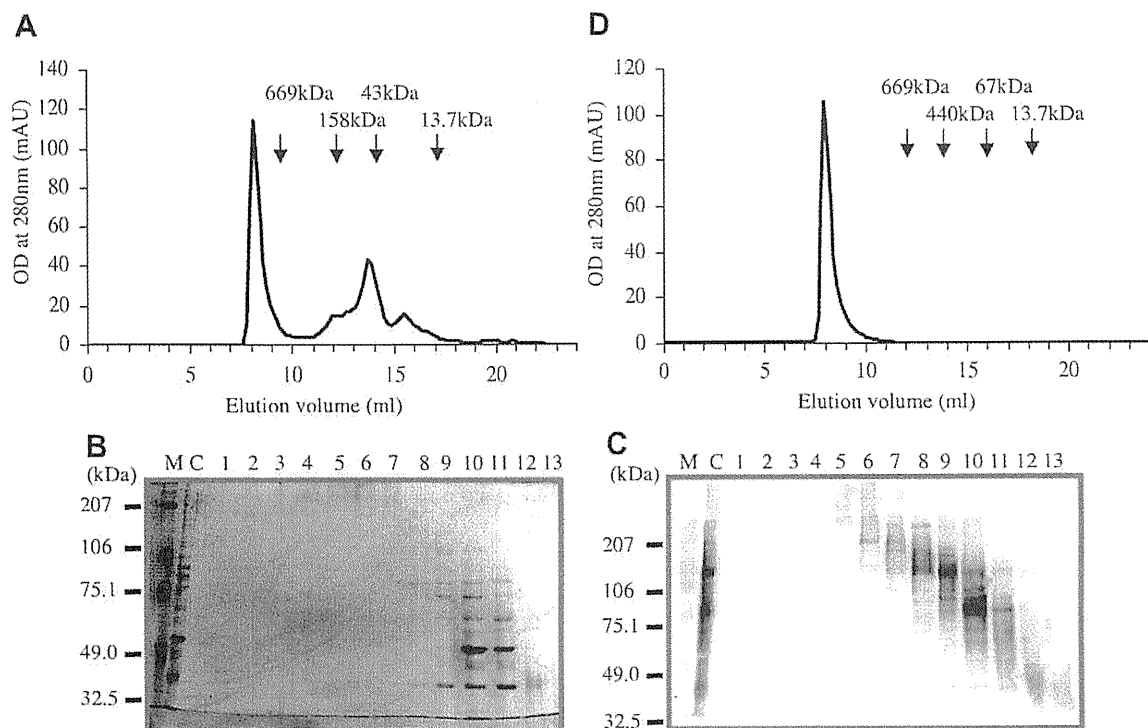 A
OD at 280nm (mAU)
140
120
100
80
60
40
20
0
669kDa 43kDa
158kDa 13.7kDa
0 5 10 15 20
Elution volume (ml)
D
OD at 280nm (mAU)
120
100
80
60
40
20
0
669kDa 67kDa
440kDa 13.7kDa
0 5 10 15 20
Elution volume (ml)
B
(kDa) M C 1 2 3 4 5 6 7 8 9 10 11 12 13
207
106
75.1
49.0
32.5
C
(kDa) M C 1 2 3 4 5 6 7 8 9 10 11 12 13
207
106
75.1
49.0
32.5